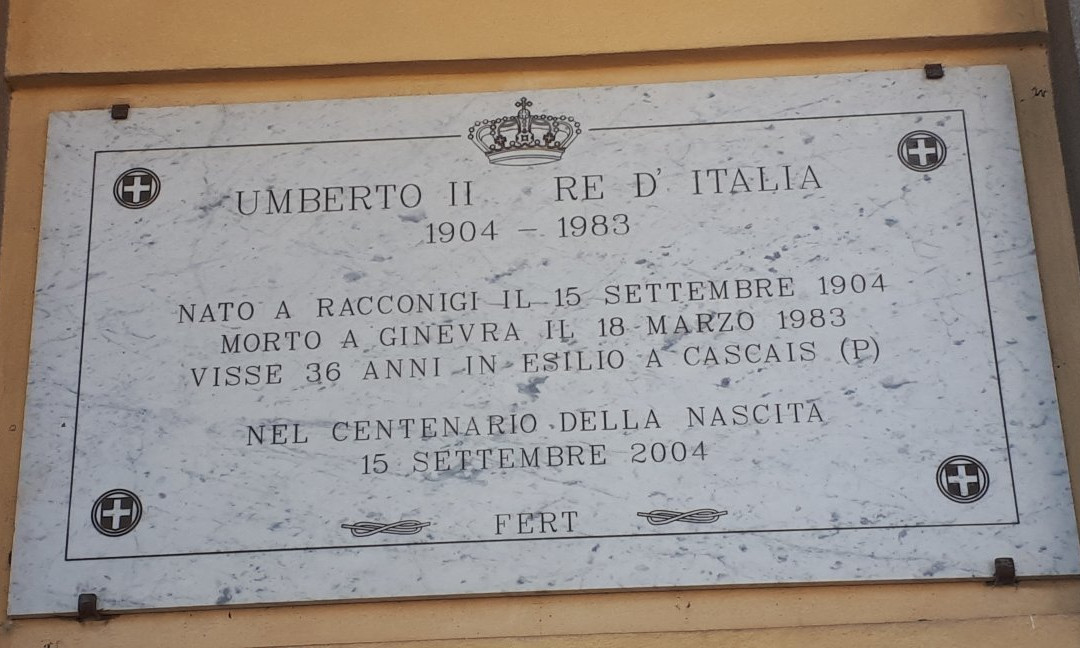 UMBERTO II RE D' ITALIA
1904 – 1983
NATO A RACCONIGI IL 15 SETTEMBRE 1904
MORTO A GINEVRA IL 18 MARZO 1983
VISSE 36 ANNI IN ESILIO A CASCAIS (P)
NEL CENTENARIO DELLA NASCITA
15 SETTEMBRE 2004
FERT